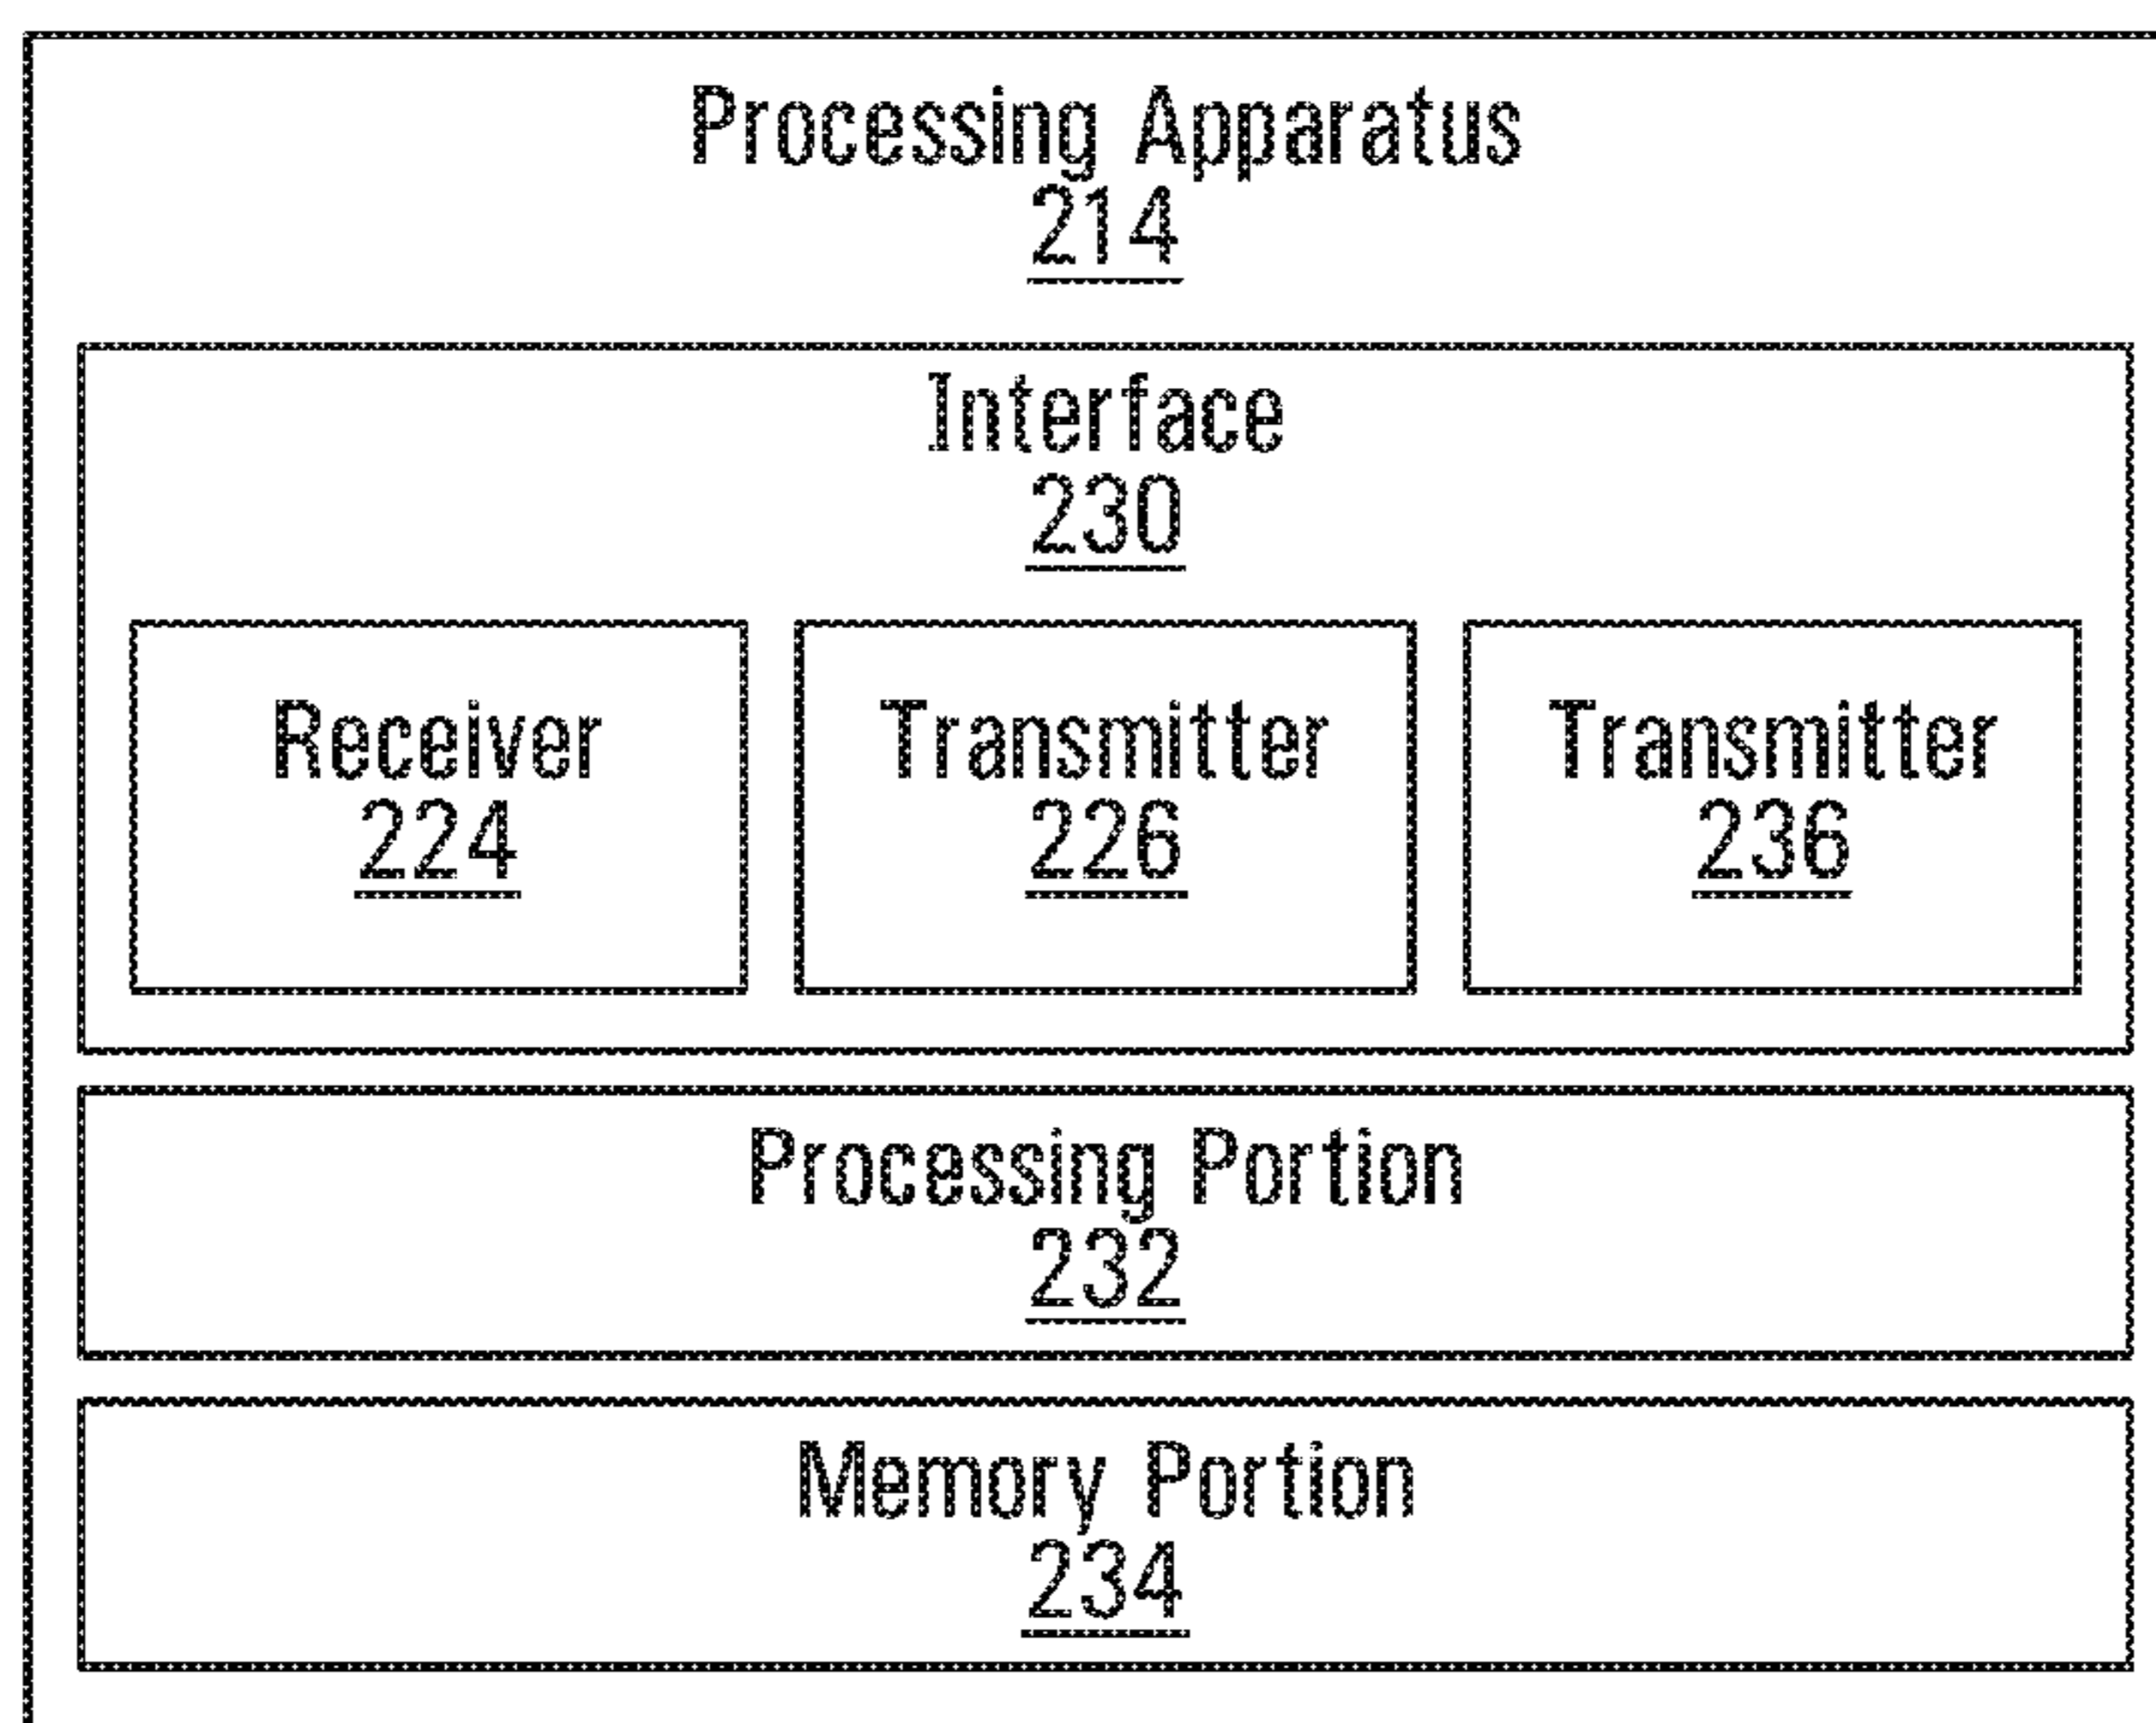 Processing Apparatus
214
Interface
230
Receiver
224
Transmitter
226
Transmitter
236
Processing Portion
232
Memory Portion
234